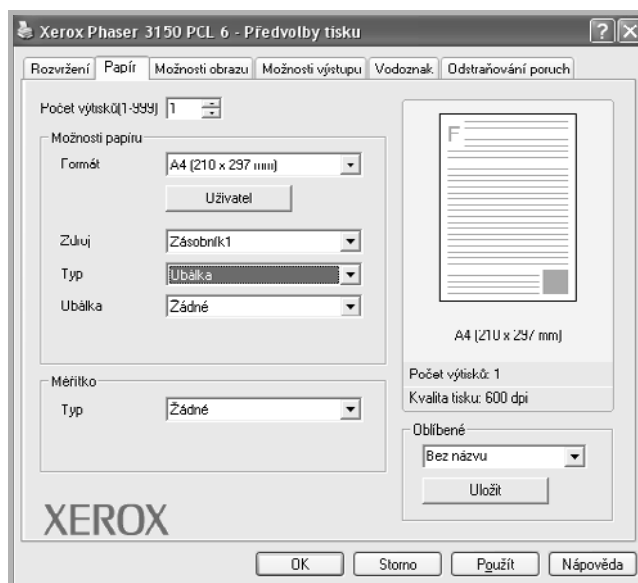 Xerox Phaser 3150 PCL 6 - Předvolby tisku
Rozvržení Papír Možnosti obrazu Možnosti výstupu Vodoznak Odstraňování poruch
Počet výtisků(1-999) 1
Možnosti papíru
Formát A4 (210 x 297 mm)
Uživatel
Zdroj Zásobník1
Typ Obálka
Obálka Žádné
Měřítko
Typ Žádné
F
A4 (210 x 297 mm)
Počet výtisků: 1
Kvalita tisku: 600 dpi
Oblíbené
Bez názvu
Uložit
XEROX
OK Storno Použít Nápověda